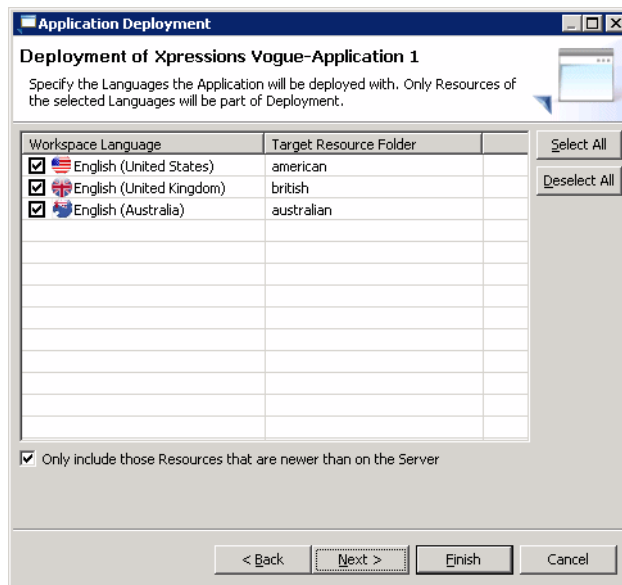 Application Deployment
Deployment of Xpressions Vogue-Application 1
Specify the Languages the Application will be deployed with. Only Resources of
the selected Languages will be part of Deployment.
Workspace Language Target Resource Folder
Select All
English (United States) american
Deselect All
English (United Kingdom) british
English (Australia) australian
Only include those Resources that are newer than on the Server
< Back Next > Finish Cancel